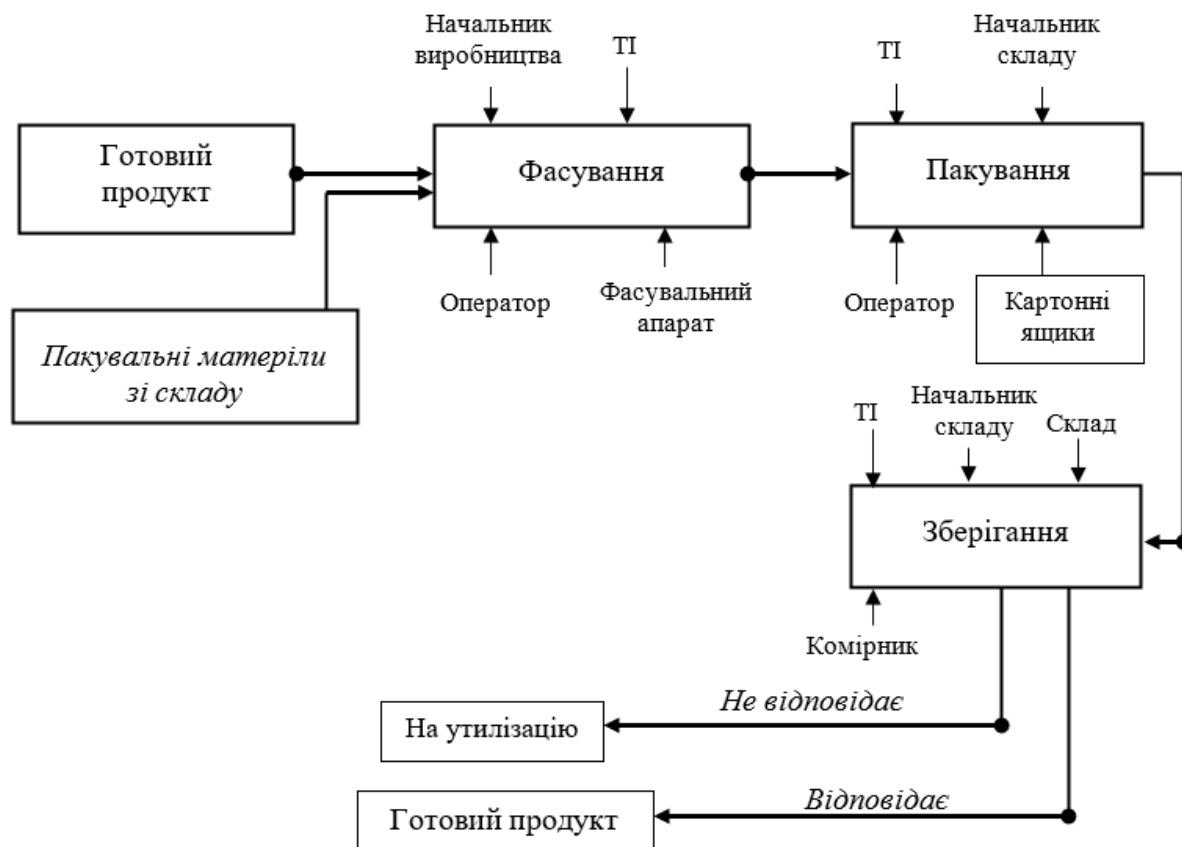 Начальник
виробництва
ТІ
ТІ
Начальник
складу
Готовий
продукт
Фасування
Пакування
Оператор
Фасувальний
апарат
Оператор
Картонні
ящики
Пакувальні матеріли
зі складу
ТІ
Начальник
складу
Склад
Зберігання
Комірник
Не відповідає
На утилізацію
Відповідає
Готовий продукт